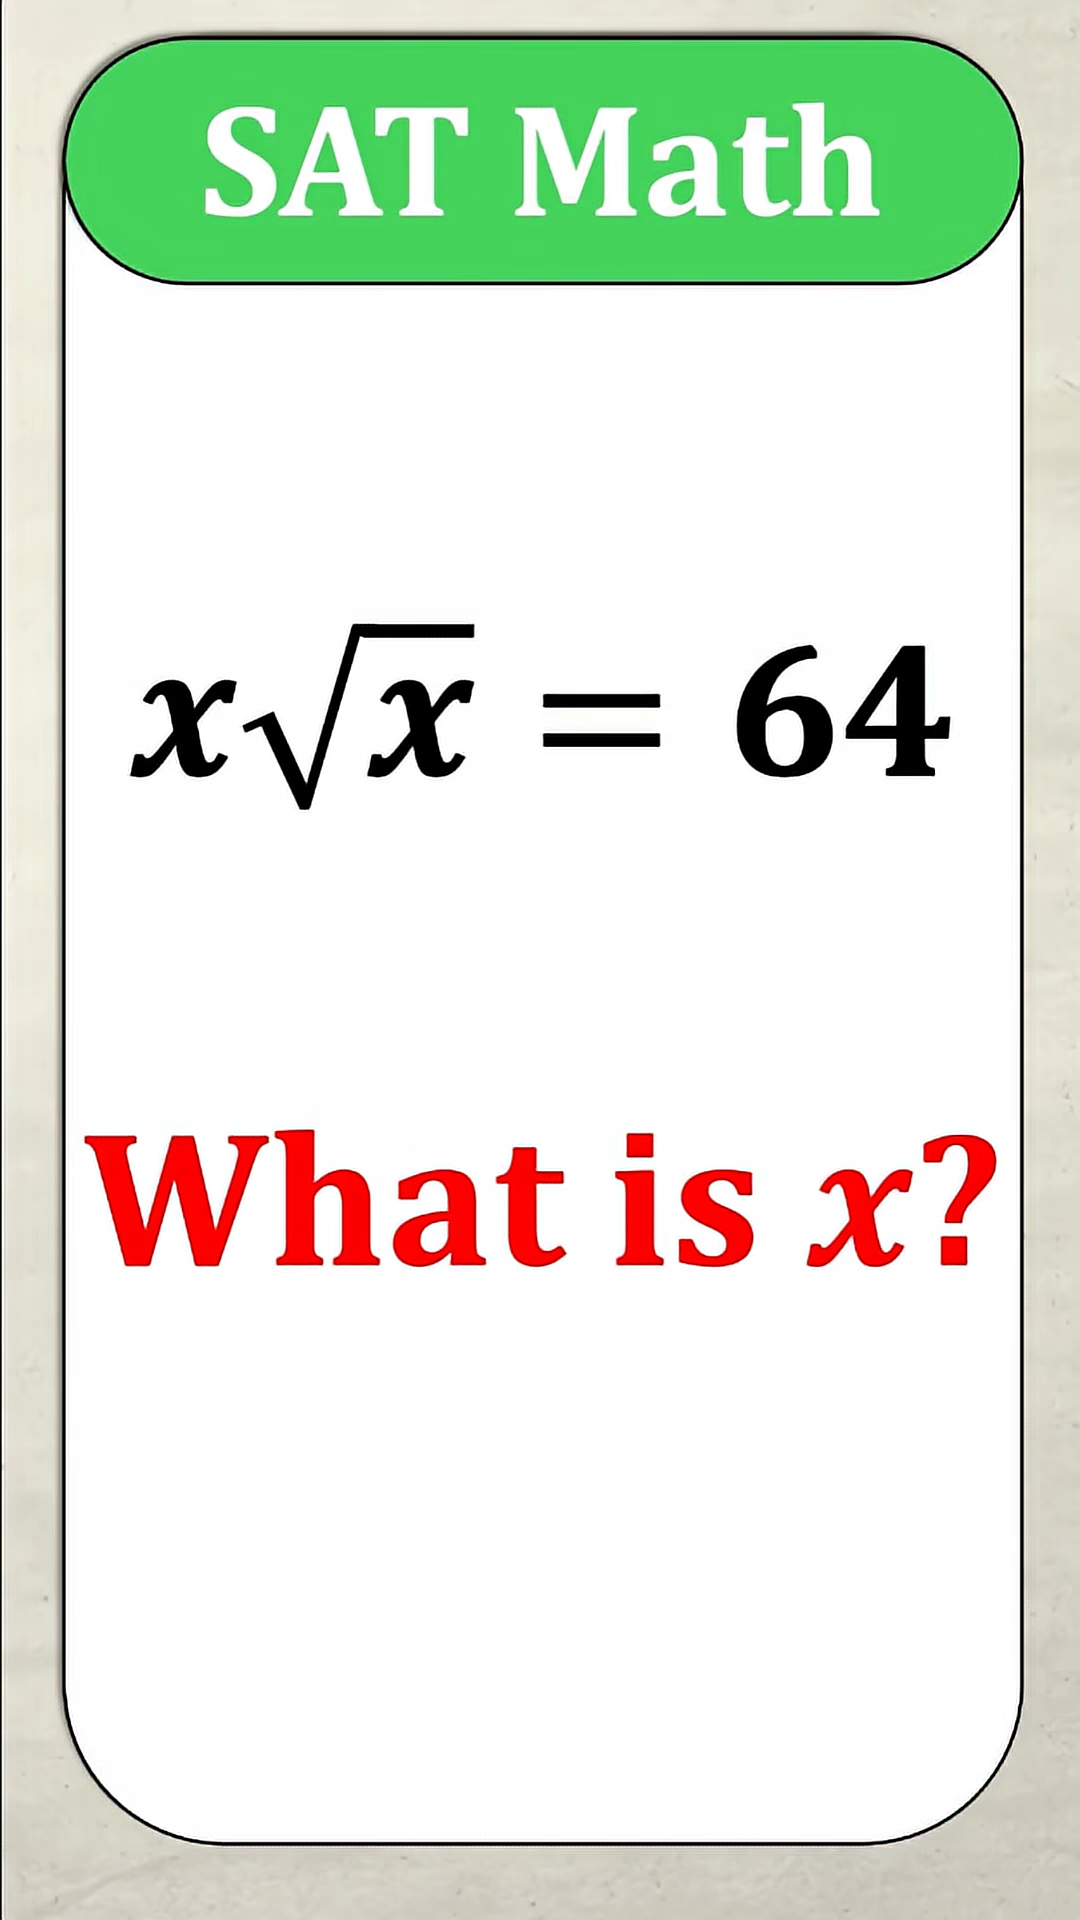 SAT Math
x√x = 64
What is x?